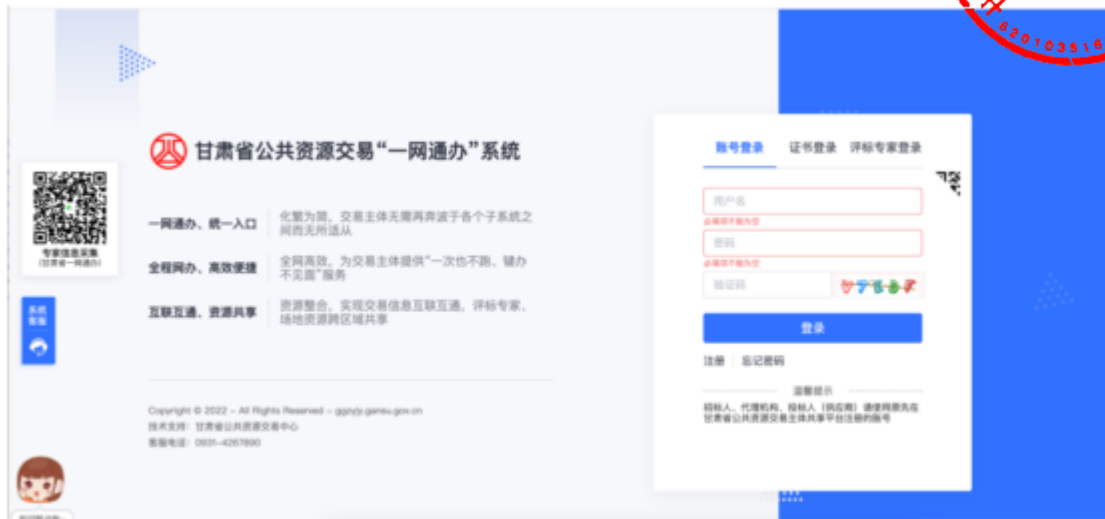 620103516
甘肃省公共资源交易“一网通办”系统
账号登录 证书登录 评标专家登录
用户名
必填项不能为空
密码
必填项不能为空
验证码
登录
注册 忘记密码
温馨提示
招标人、代理机构、投标人（供应商）请使用原先在
甘肃省公共资源交易主体共享平台注册的账号
专家信息采集
（甘肃省一网通办）
系统
客服
一网通办、统一入口
化繁为简，交易主体无需再奔波于各个子系统之
间而无所适从
全程网办、高效便捷
全网高效，为交易主体提供“一次也不跑、键办
不见面”服务
互联互通、资源共享
资源整合，实现交易信息互联互通，评标专家、
场地资源跨区域共享
Copyright © 2022 - All Rights Reserved - ggzyjy.gansu.gov.cn
技术支持：甘肃省公共资源交易中心
客服电话：0931-4267890